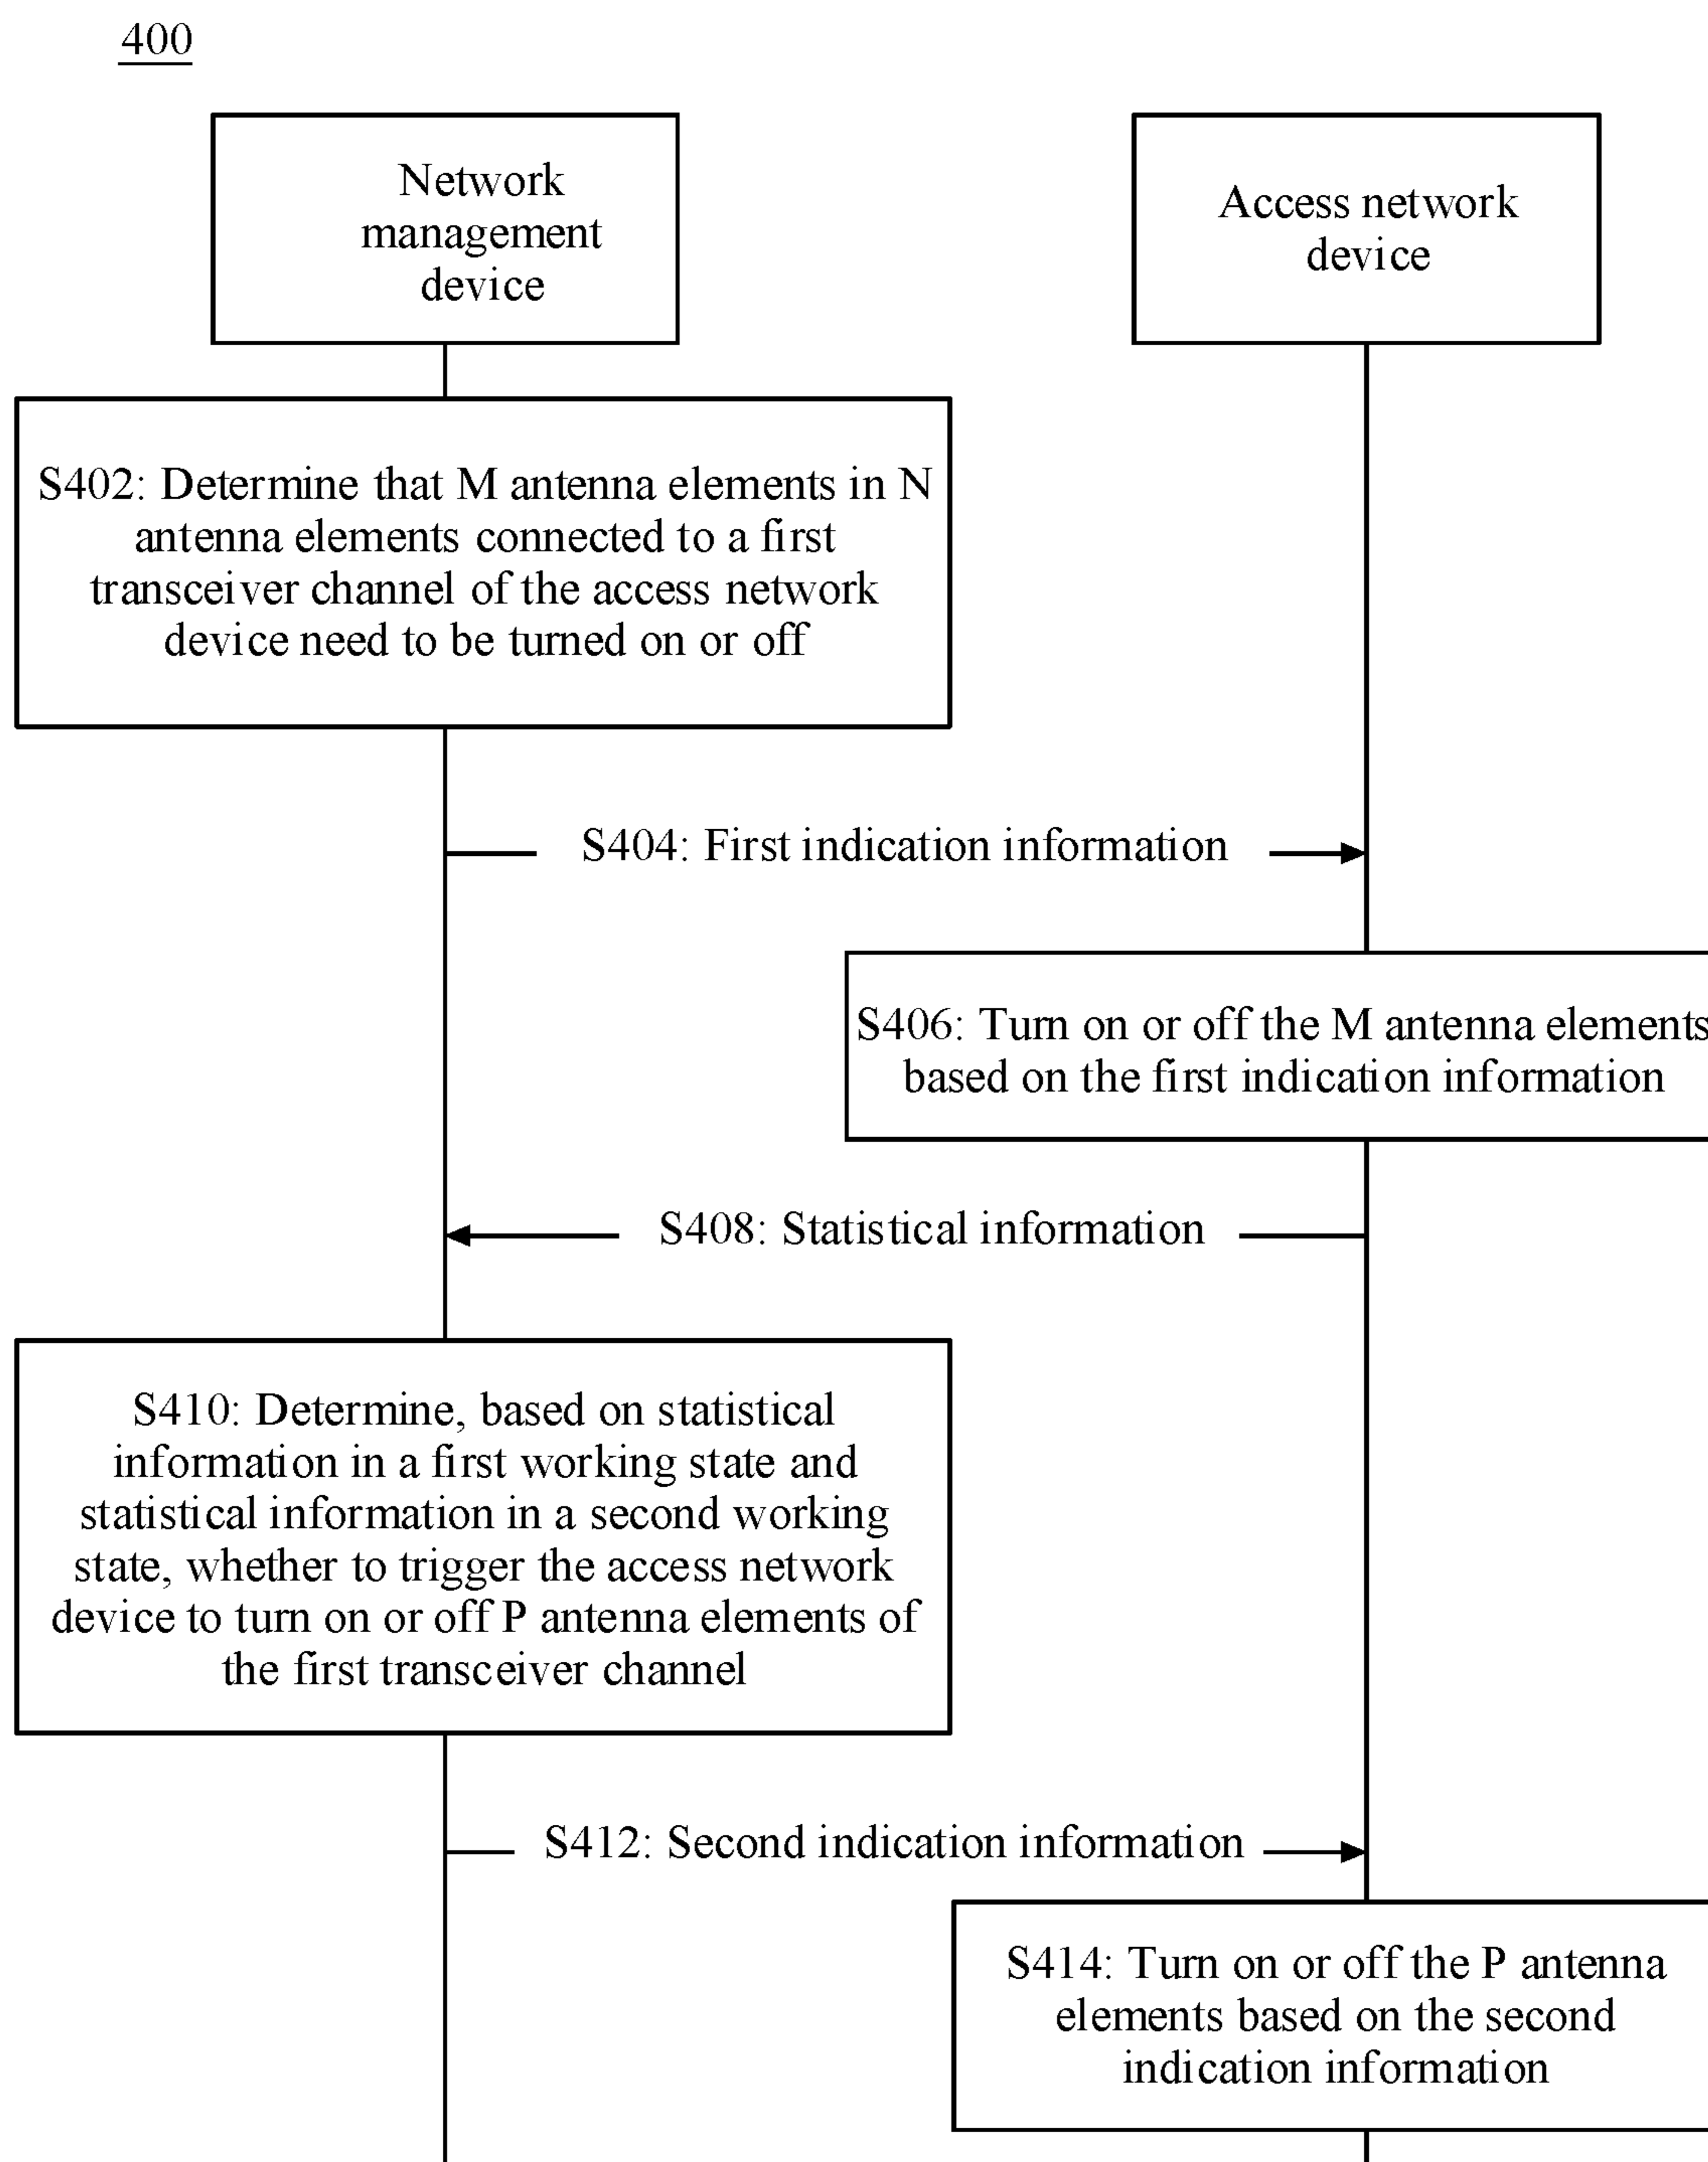 400
Network
management
device
Access network
device
S402: Determine that M antenna elements in N
antenna elements connected to a first
transceiver channel of the access network
device need to be turned on or off
S404: First indication information
S406: Turn on or off the M antenna elements
based on the first indication information
S408: Statistical information
S410: Determine, based on statistical
information in a first working state and
statistical information in a second working
state, whether to trigger the access network
device to turn on or off P antenna elements of
the first transceiver channel
S412: Second indication information
S414: Turn on or off the P antenna
elements based on the second
indication information